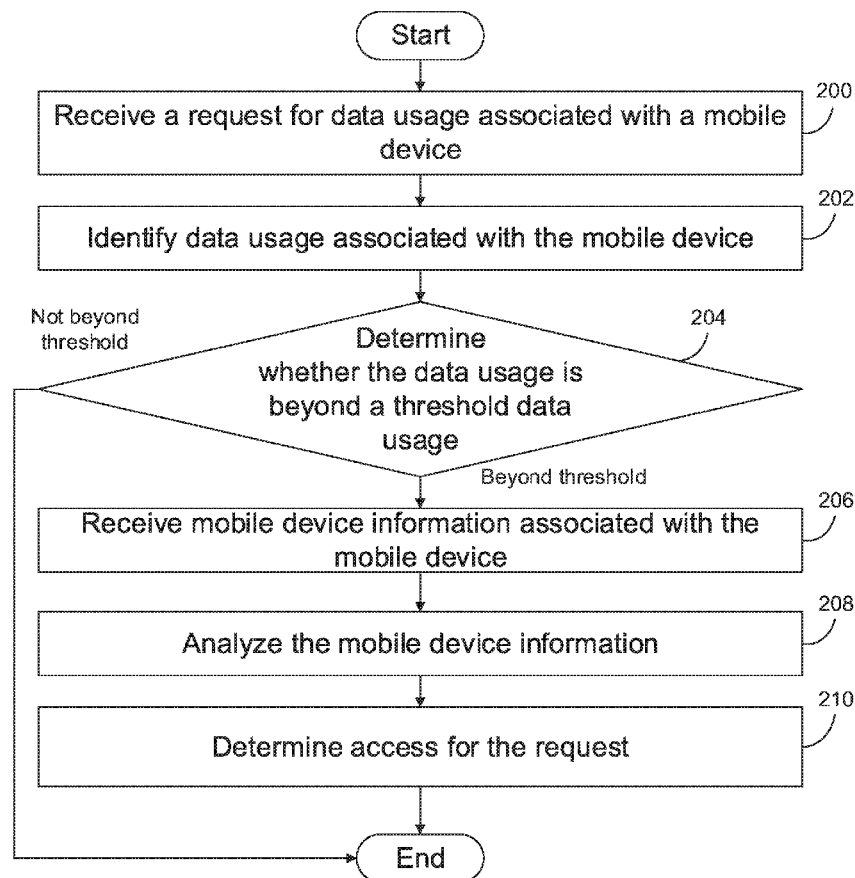 Start
200
Receive a request for data usage associated with a mobile
device
202
Identify data usage associated with the mobile device
Not beyond
threshold
204
Determine
whether the data usage is
beyond a threshold data
usage
Beyond threshold
206
Receive mobile device information associated with the
mobile device
208
Analyze the mobile device information
210
Determine access for the request
End